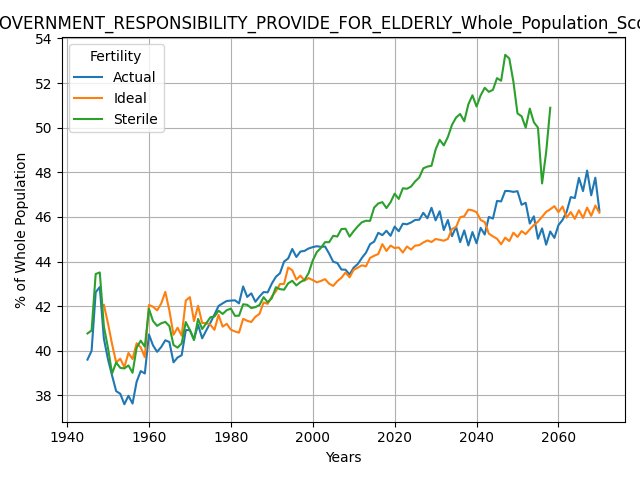 OVERNMENT_RESPONSIBILITY_PROVIDE_FOR_ELDERLY_Whole_Population_Sco
Fertility
Actual
Ideal
Sterile
54
52
50
48
46
44
42
40
38
% of Whole Population
1940
1960
1980
2000
2020
2040
2060
Years